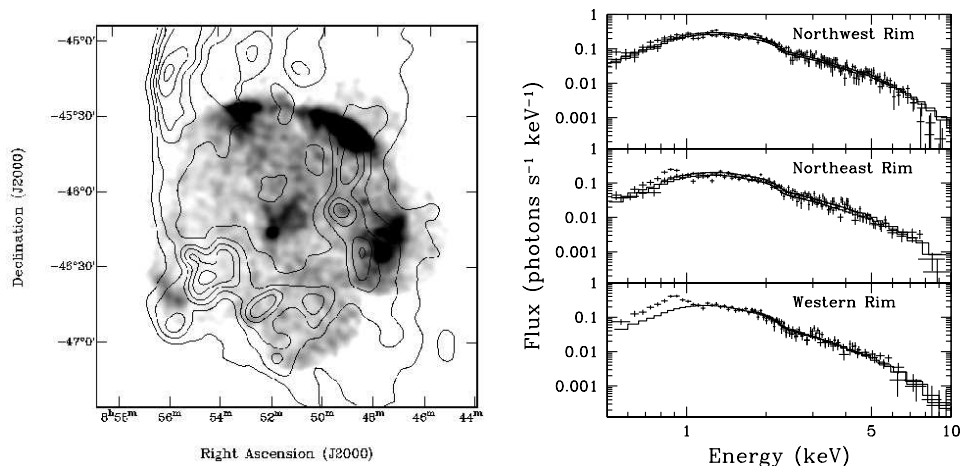 −45°0'
−45°30'
−46°0'
−46°30'
−47°0'
Declination (J2000)
8ʰ58ᵐ 56ᵐ 54ᵐ 52ᵐ 50ᵐ 48ᵐ 46ᵐ 44ᵐ
Right Ascension (J2000)
Flux (photons s⁻¹ keV⁻¹)
1
Northwest Rim
0.1
0.01
0.001
1
Northeast Rim
0.1
0.01
0.001
1
Western Rim
0.1
0.01
0.001
1 2 5 10
Energy (keV)